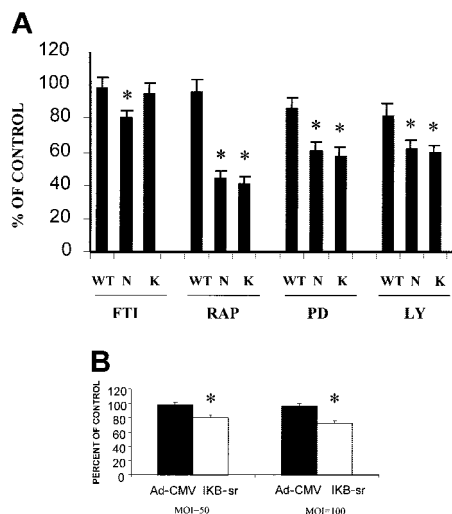 A
% OF CONTROL
120
100
80
60
40
20
0
* * * * * * *
WT N K WT N K WT N K WT N K
FTI RAP PD LY
B
PERCENT OF CONTROL
120
100
80
60
40
20
0
* *
Ad-CMV IKB-sr Ad-CMV IKB-sr
MOI=50 MOI=100